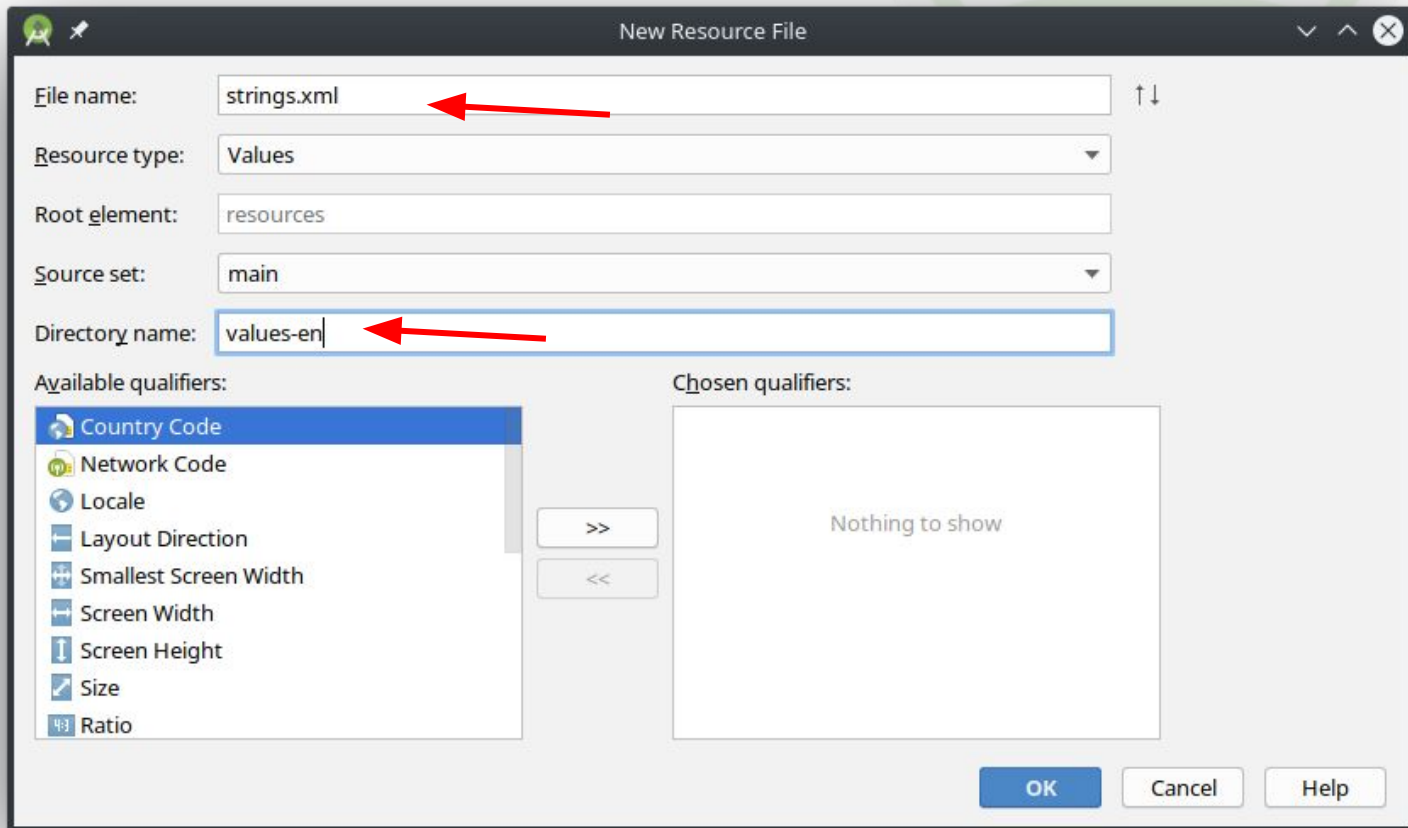 New Resource File
File name: strings.xml
Resource type: Values
Root element: resources
Source set: main
Directory name: values-en
Available qualifiers:
Chosen qualifiers:
Country Code
Network Code
Locale
Layout Direction
Smallest Screen Width
Screen Width
Screen Height
Size
Ratio
>>
<<
Nothing to show
OK Cancel Help